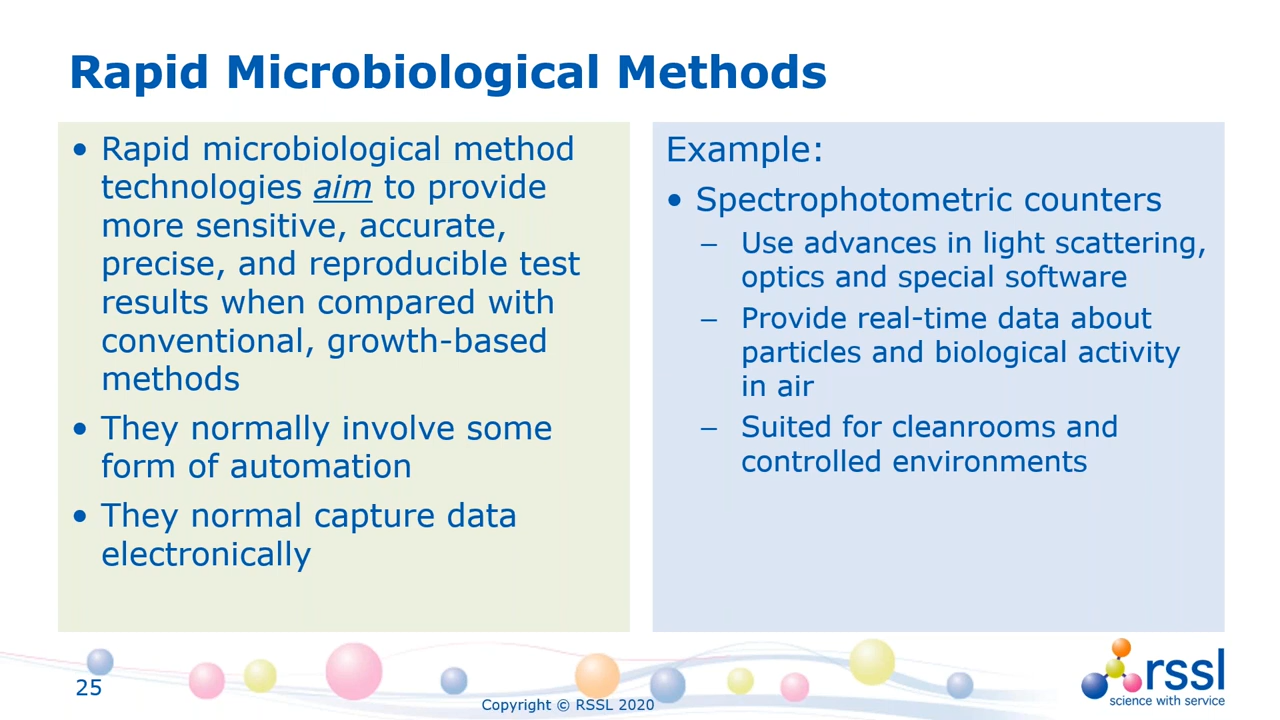 Rapid Microbiological Methods
• Rapid microbiological method
technologies aim to provide
more sensitive, accurate,
precise, and reproducible test
results when compared with
conventional, growth-based
methods
• They normally involve some
form of automation
• They normal capture data
electronically
Example:
• Spectrophotometric counters
– Use advances in light scattering,
optics and special software
– Provide real-time data about
particles and biological activity
in air
– Suited for cleanrooms and
controlled environments
25
Copyright © RSSL 2020
rssl
science with service